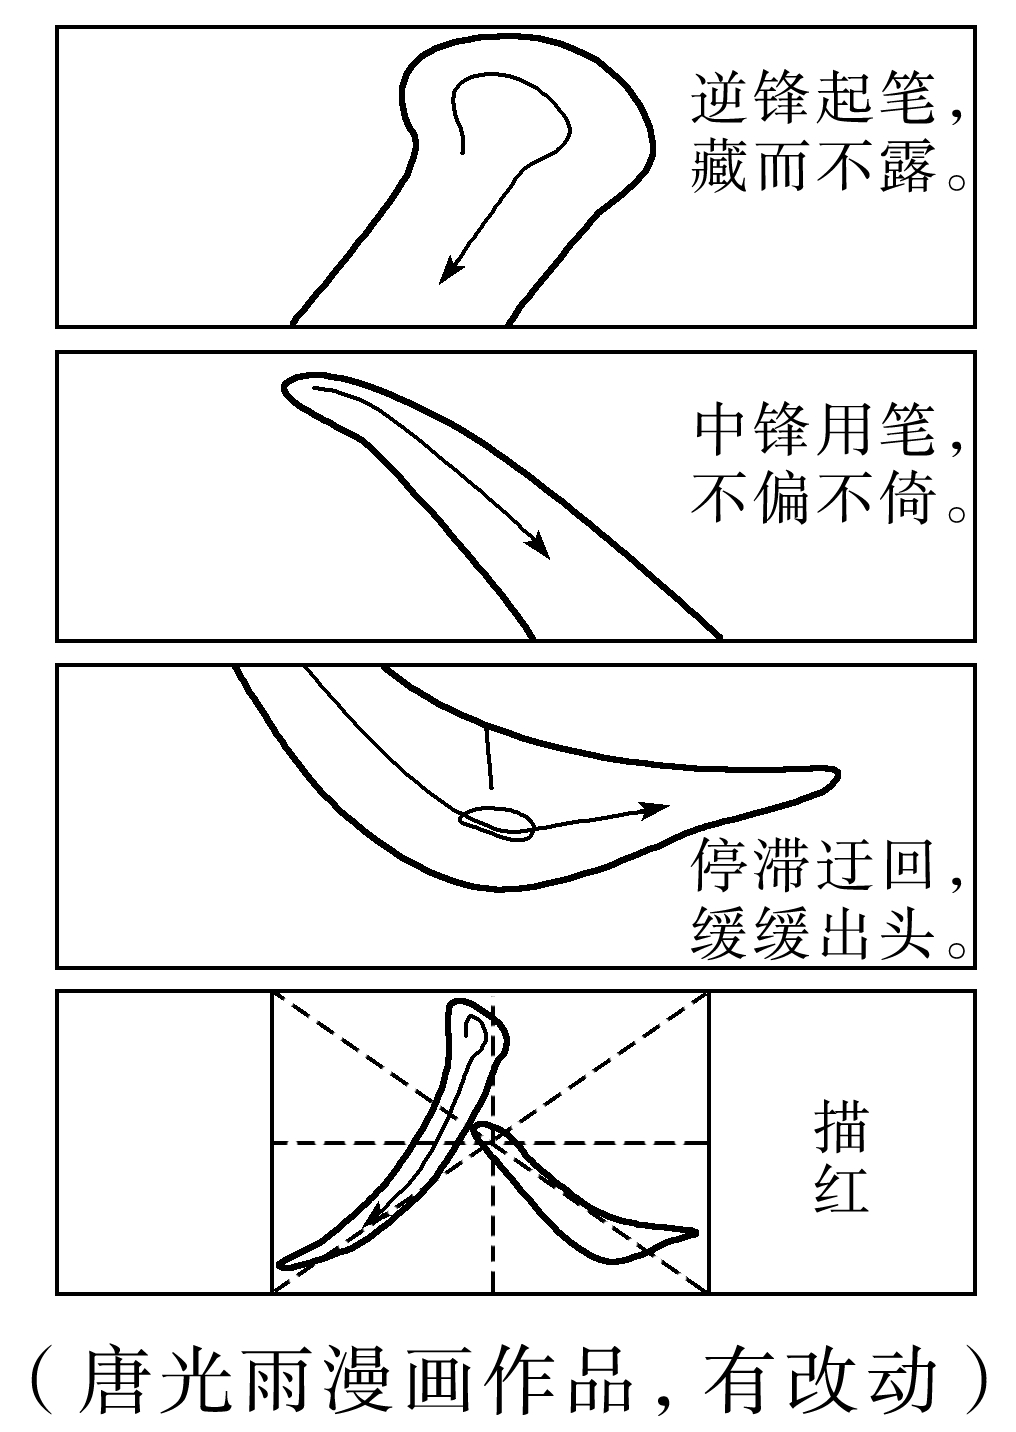 逆锋起笔，
藏而不露。
中锋用笔，
不偏不倚。
停滞迂回，
缓缓出头。
描
红
（唐光雨漫画作品，有改动）